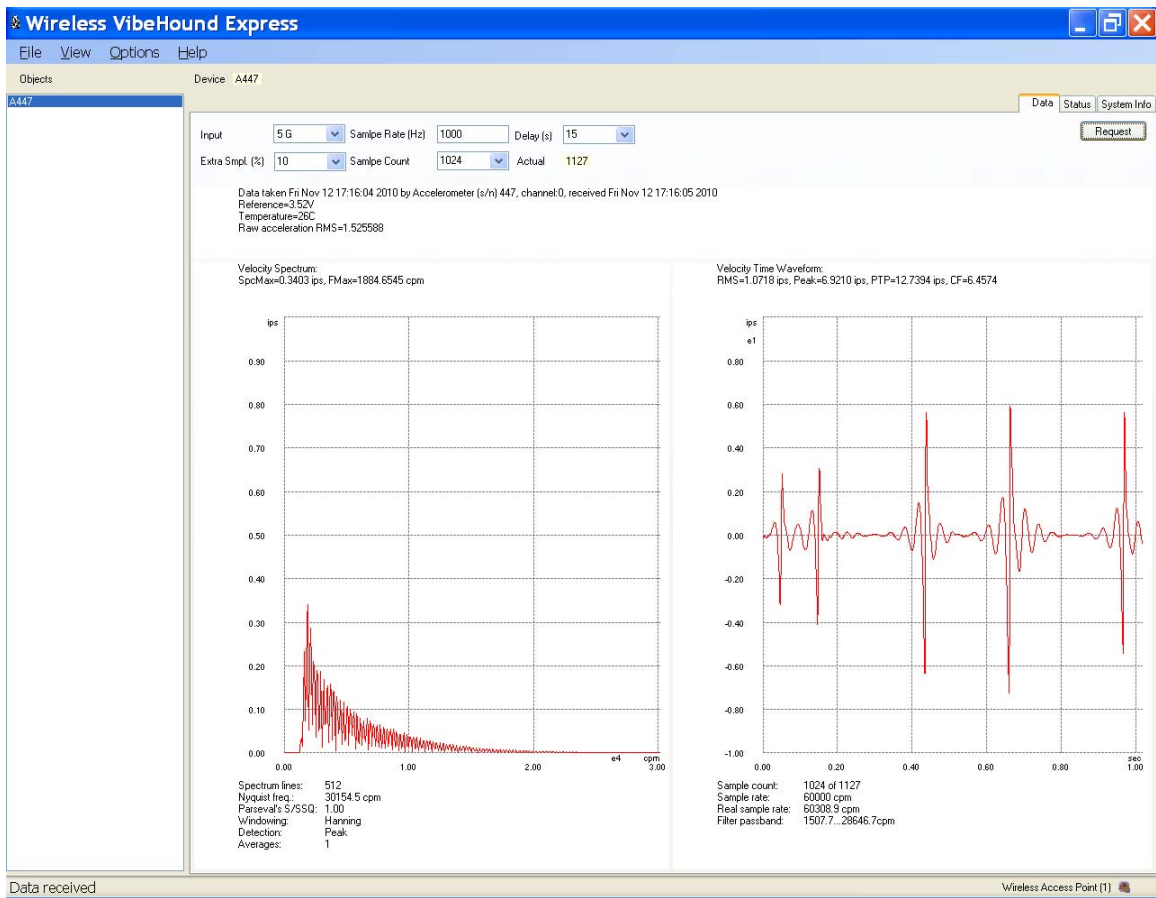 Wireless VibeHound Express
File View Options Help
Objects
Device A447
A447
Data Status System Info
Input 5 G Samlpe Rate (Hz) 1000 Delay (s) 15
Request
Extra Smpl. (%) 10 Samlpe Count 1024 Actual 1127
Data taken Fri Nov 12 17:16:04 2010 by Accelerometer (s/n) 447, channel:0, received Fri Nov 12 17:16:05 2010
Reference=3.52V
Temperature=26C
Raw acceleration RMS=1.525588
Velocity Spectrum:
SpcMax=0.3403 ips, FMax=1884.6545 cpm
ips
0.90
0.80
0.70
0.60
0.50
0.40
0.30
0.20
0.10
0.00
0.00 1.00 2.00 e4 cpm 3.00
Spectrum lines: 512
Nyquist freq.: 30154.5 cpm
Parseval's S/SSQ: 1.00
Windowing: Hanning
Detection: Peak
Averages: 1
Velocity Time Waveform:
RMS=1.0718 ips, Peak=6.9210 ips, PTP=12.7394 ips, CF=6.4574
ips
e1
0.80
0.60
0.40
0.20
0.00
-0.20
-0.40
-0.60
-0.80
-1.00
0.00 0.20 0.40 0.60 0.80 sec 1.00
Sample count: 1024 of 1127
Sample rate: 60000 cpm
Real sample rate: 60308.9 cpm
Filter passband: 1507.7...28646.7cpm
Data received
Wireless Access Point (1)